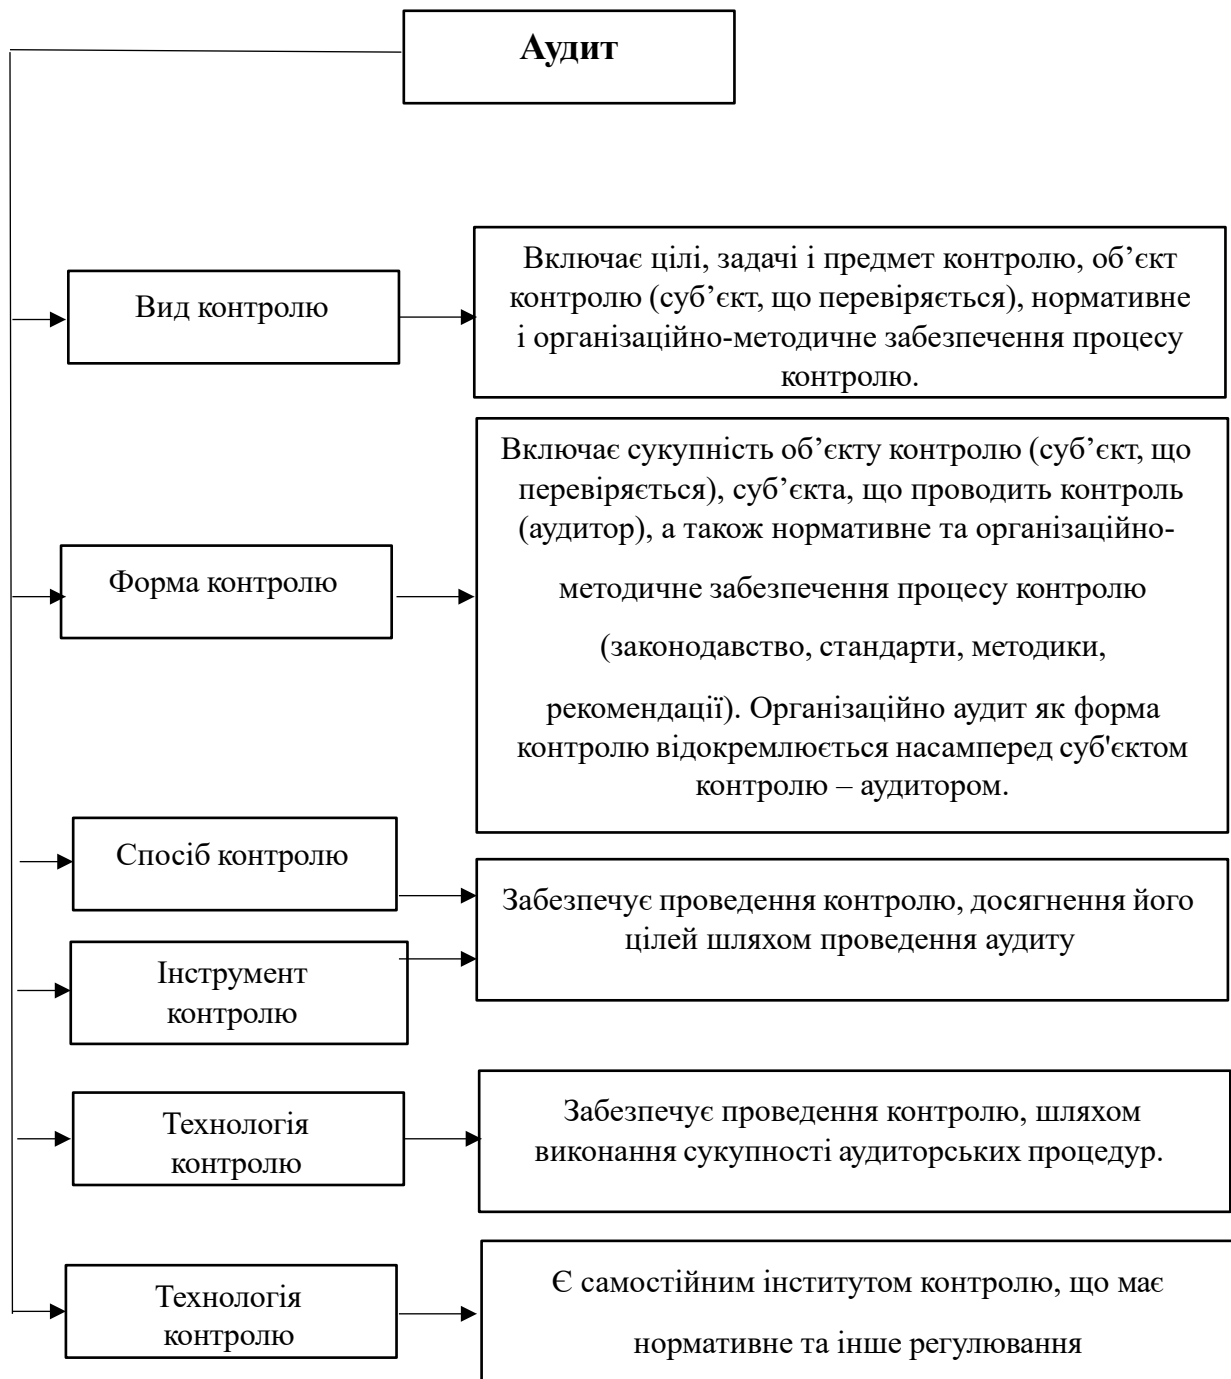 Аудит
Вид контролю
Включає цілі, задачі і предмет контролю, об’єкт
контролю (суб’єкт, що перевіряється), нормативне
і організаційно-методичне забезпечення процесу
контролю.
Форма контролю
Включає сукупність об’єкту контролю (суб’єкт, що
перевіряється), суб’єкта, що проводить контроль
(аудитор), а також нормативне та організаційно-
методичне забезпечення процесу контролю
(законодавство, стандарти, методики,
рекомендації). Організаційно аудит як форма
контролю відокремлюється насамперед суб'єктом
контролю – аудитором.
Спосіб контролю
Інструмент
контролю
Забезпечує проведення контролю, досягнення його
цілей шляхом проведення аудиту
Технологія
контролю
Забезпечує проведення контролю, шляхом
виконання сукупності аудиторських процедур.
Технологія
контролю
Є самостійним інститутом контролю, що має
нормативне та інше регулювання